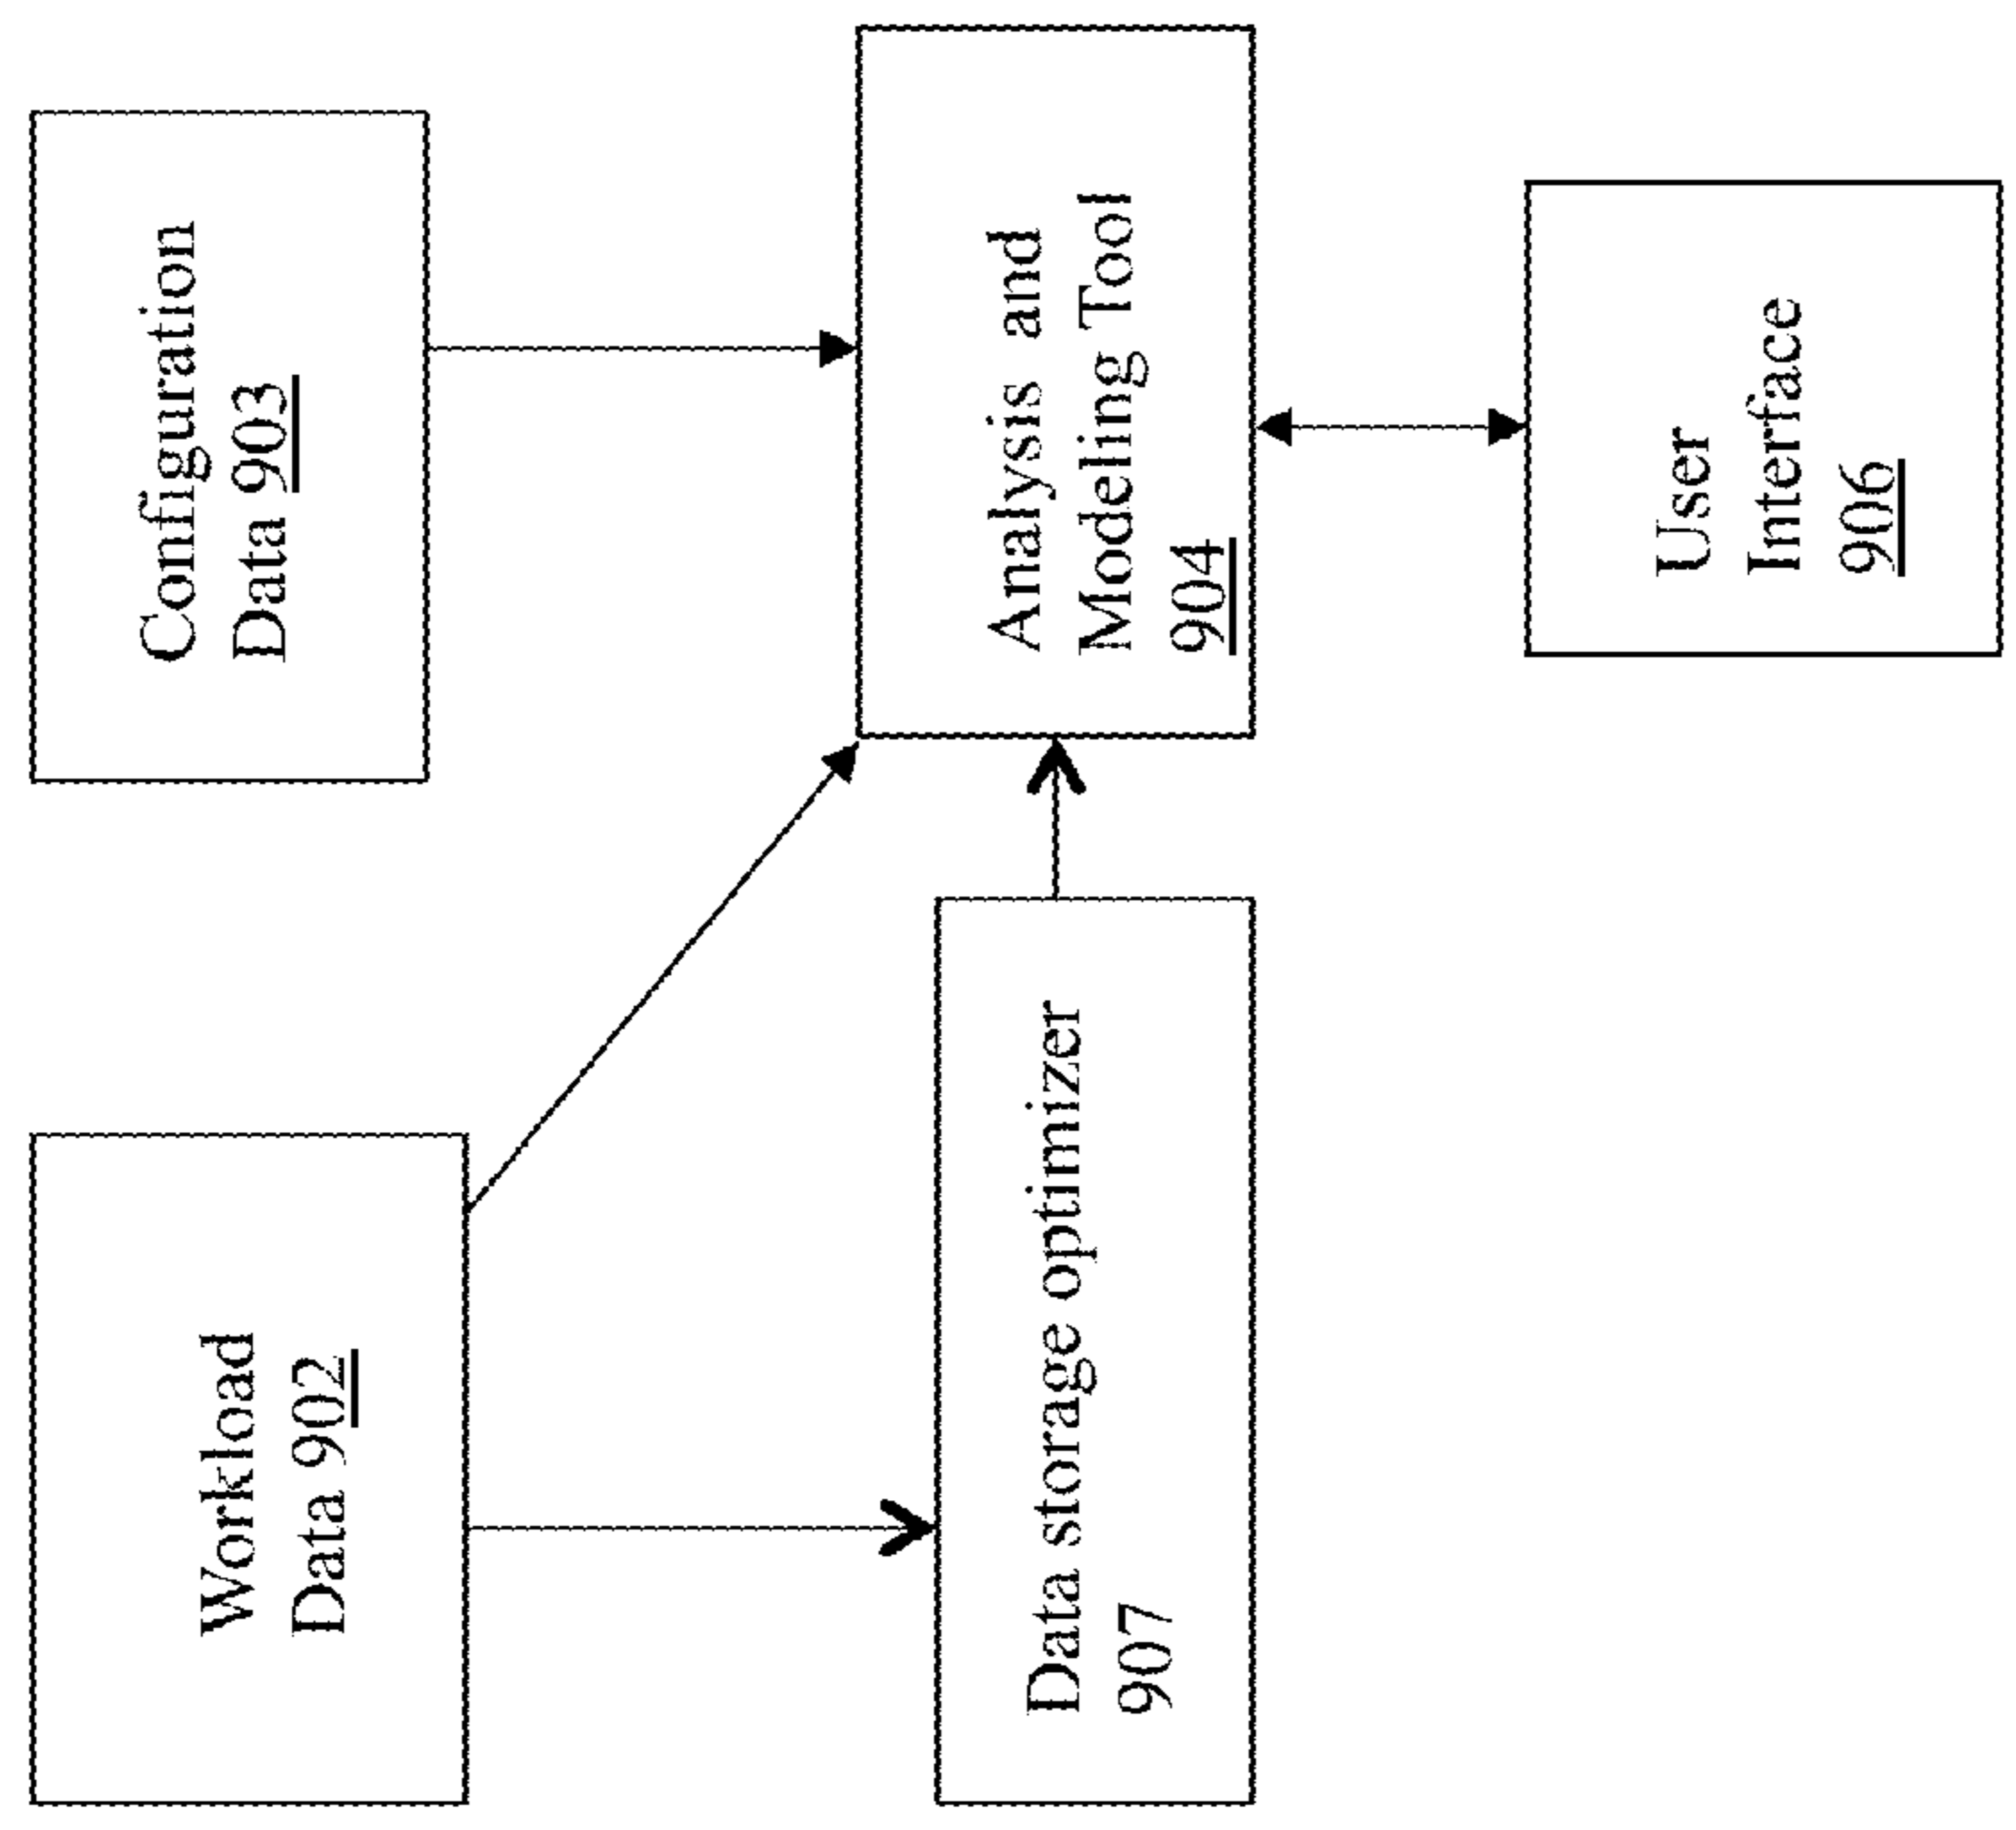 Workload
Data 902
Configuration
Data 903
Data storage optimizer
907
Analysis and
Modeling Tool
904
User
Interface
906